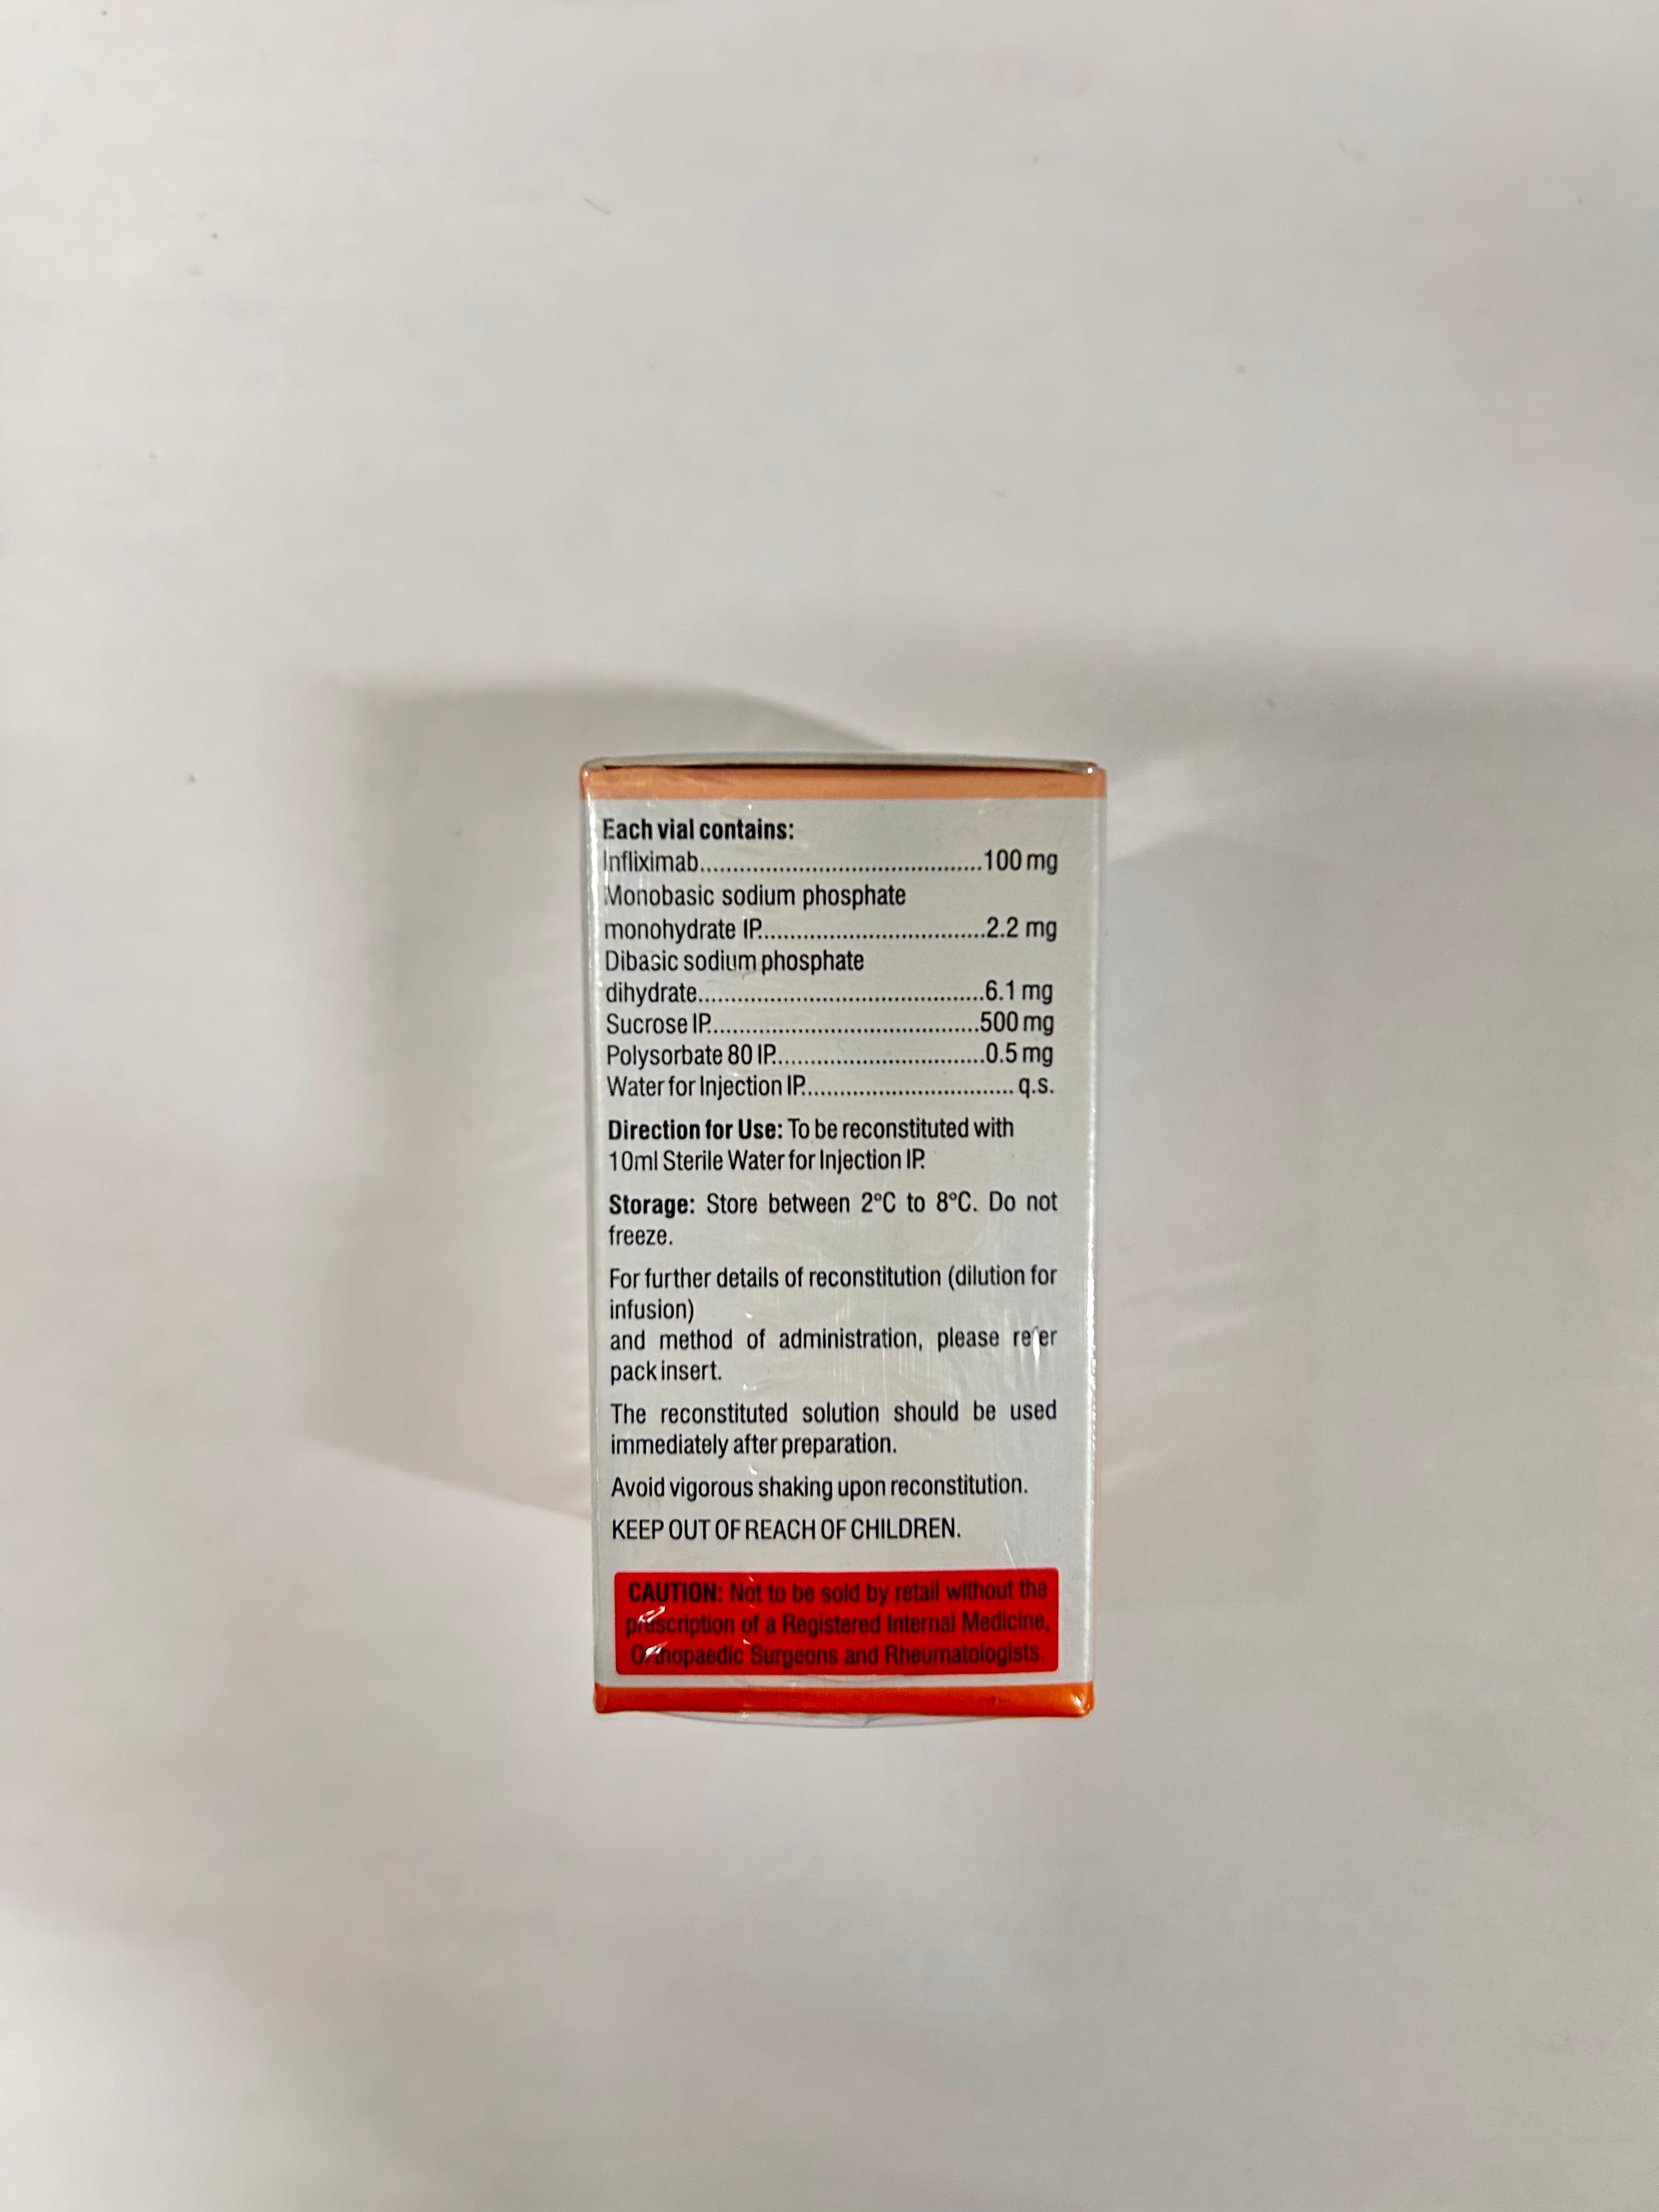 Each vial contains:
Infliximab...........................................100 mg
Monobasic sodium phosphate
monohydrate IP..................................2.2 mg
Dibasic sodium phosphate
dihydrate............................................6.1 mg
Sucrose IP.........................................500 mg
Polysorbate 80 IP................................0.5 mg
Water for Injection IP................................ q.s.
Direction for Use: To be reconstituted with
10ml Sterile Water for Injection IP.
Storage: Store between 2°C to 8°C. Do not
freeze.
For further details of reconstitution (dilution for
infusion)
and method of administration, please refer
pack insert.
The reconstituted solution should be used
immediately after preparation.
Avoid vigorous shaking upon reconstitution.
KEEP OUT OF REACH OF CHILDREN.
CAUTION: Not to be sold by retail without the
prescription of a Registered Internal Medicine,
Orthopaedic Surgeons and Rheumatologists.